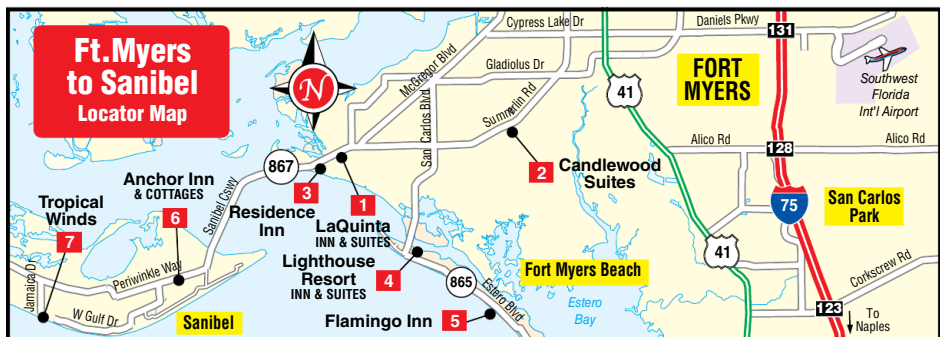 Ft.Myers
to Sanibel
Locator Map
N
Cypress Lake Dr
Daniels Pkwy
131
McGregor Blvd
Gladiolus Dr
FORT
MYERS
Southwest
Florida
Int'l Airport
41
San Carlos Blvd
Summerlin Rd
Alico Rd
128
Alico Rd
867
2
Candlewood
Suites
Anchor Inn
& COTTAGES
6
Sanibel Cswy
3
Residence
Inn
1
LaQuinta
INN & SUITES
75
San Carlos
Park
Tropical
Winds
7
41
Lighthouse
Resort
INN & SUITES
4
865
Fort Myers Beach
Corkscrew Rd
Jamaica Dr
Periwinkle Way
Estero Blvd
Estero
Bay
W Gulf Dr
Sanibel
Flamingo Inn
5
123
To
Naples